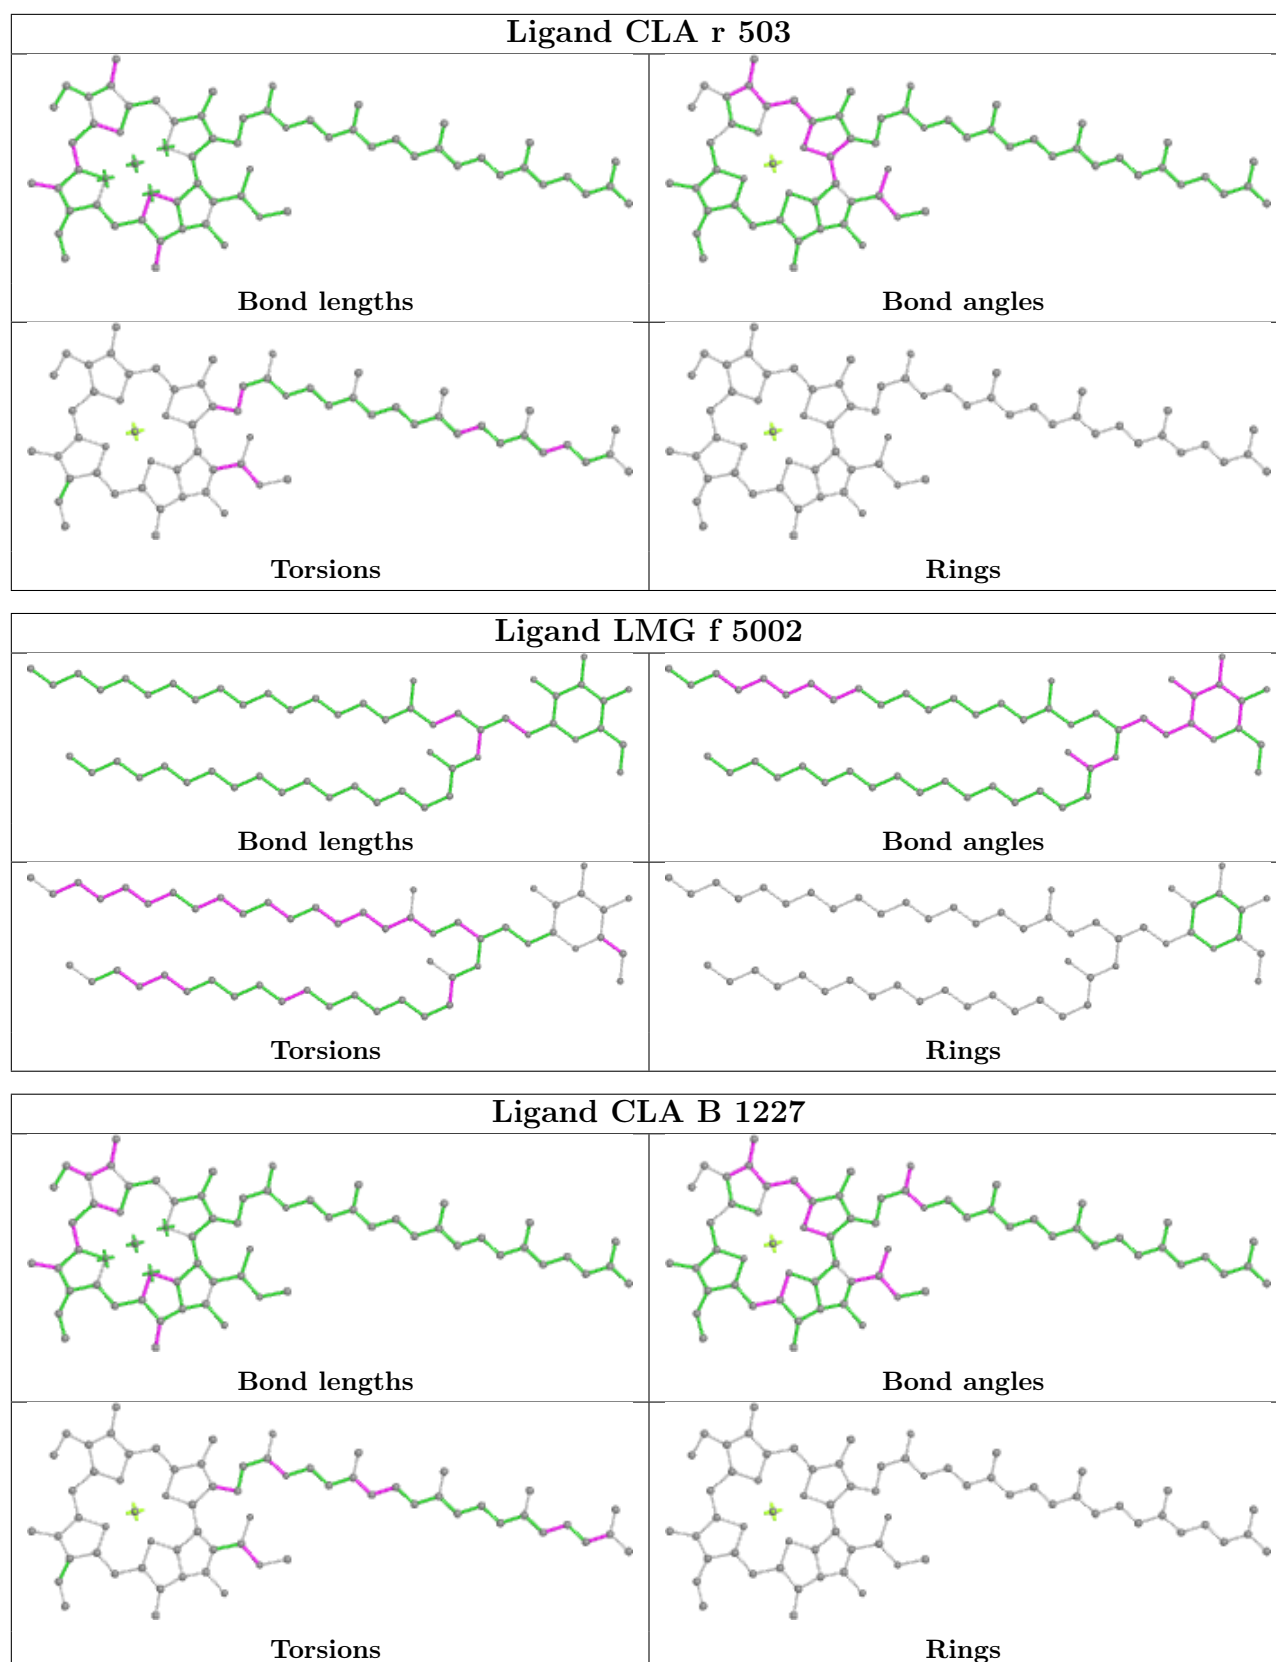 Ligand CLA r 503
Bond lengths
Bond angles
Torsions
Rings
Ligand LMG f 5002
Bond lengths
Bond angles
Torsions
Rings
Ligand CLA B 1227
Bond lengths
Bond angles
Torsions
Rings